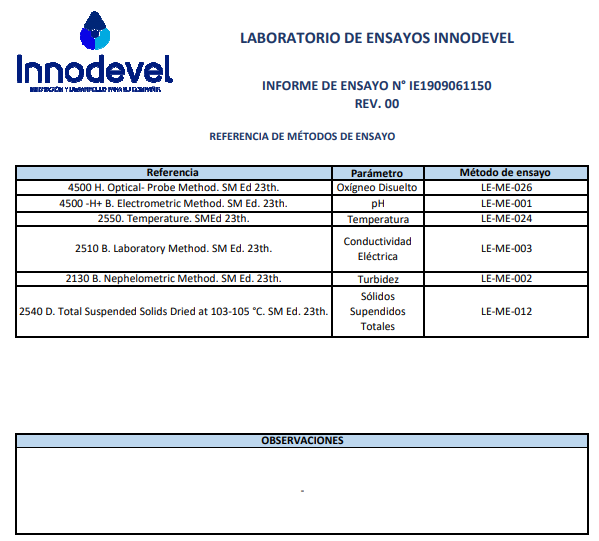 LABORATORIO DE ENSAYOS INNODEVEL
Innodevel
INFORME DE ENSAYO N° IE1909061150
REV. 00
REFERENCIA DE MÉTODOS DE ENSAYO
Referencia Parámetro Método de ensayo
4500 H. Optical- Probe Method. SM Ed 23th. Oxígneo Disuelto LE-ME-026
4500 -H+ B. Electrometric Method. SM Ed. 23th. pH LE-ME-001
2550. Temperature. SMEd 23th. Temperatura LE-ME-024
2510 B. Laboratory Method. SM Ed. 23th. Conductividad Eléctrica LE-ME-003
2130 B. Nephelometric Method. SM Ed. 23th. Turbidez LE-ME-002
2540 D. Total Suspended Solids Dried at 103-105 °C. SM Ed. 23th. Sólidos Supendidos Totales LE-ME-012
OBSERVACIONES
-